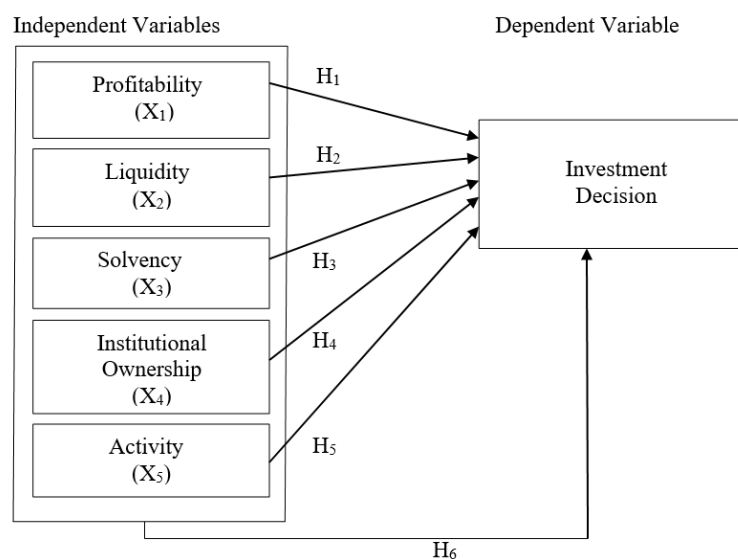 Independent Variables
Dependent Variable
Profitability
(X₁)
H₁
Liquidity
(X₂)
H₂
Investment
Decision
Solvency
(X₃)
H₃
Institutional
Ownership
(X₄)
H₄
Activity
(X₅)
H₅
H₆